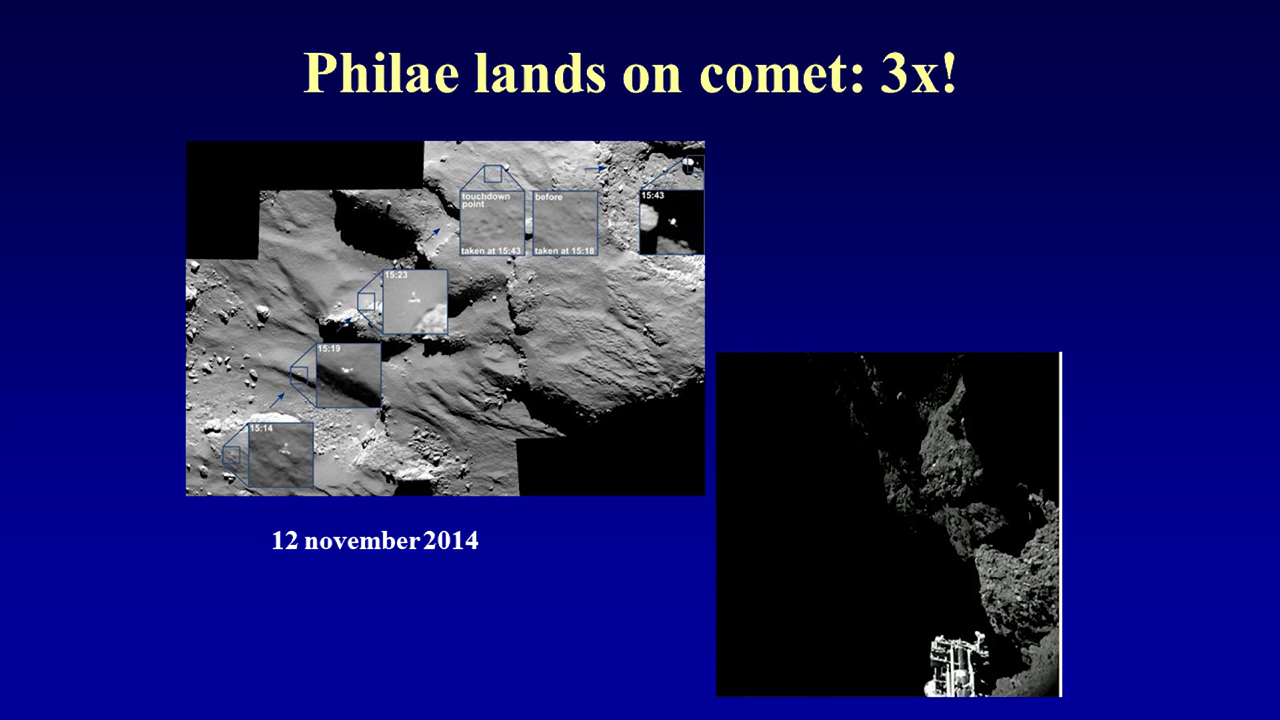 Philae lands on comet: 3x!
touchdown
point
taken at 15:43
before
taken at 15:18
15:43
15:23
15:19
15:14
12 november 2014